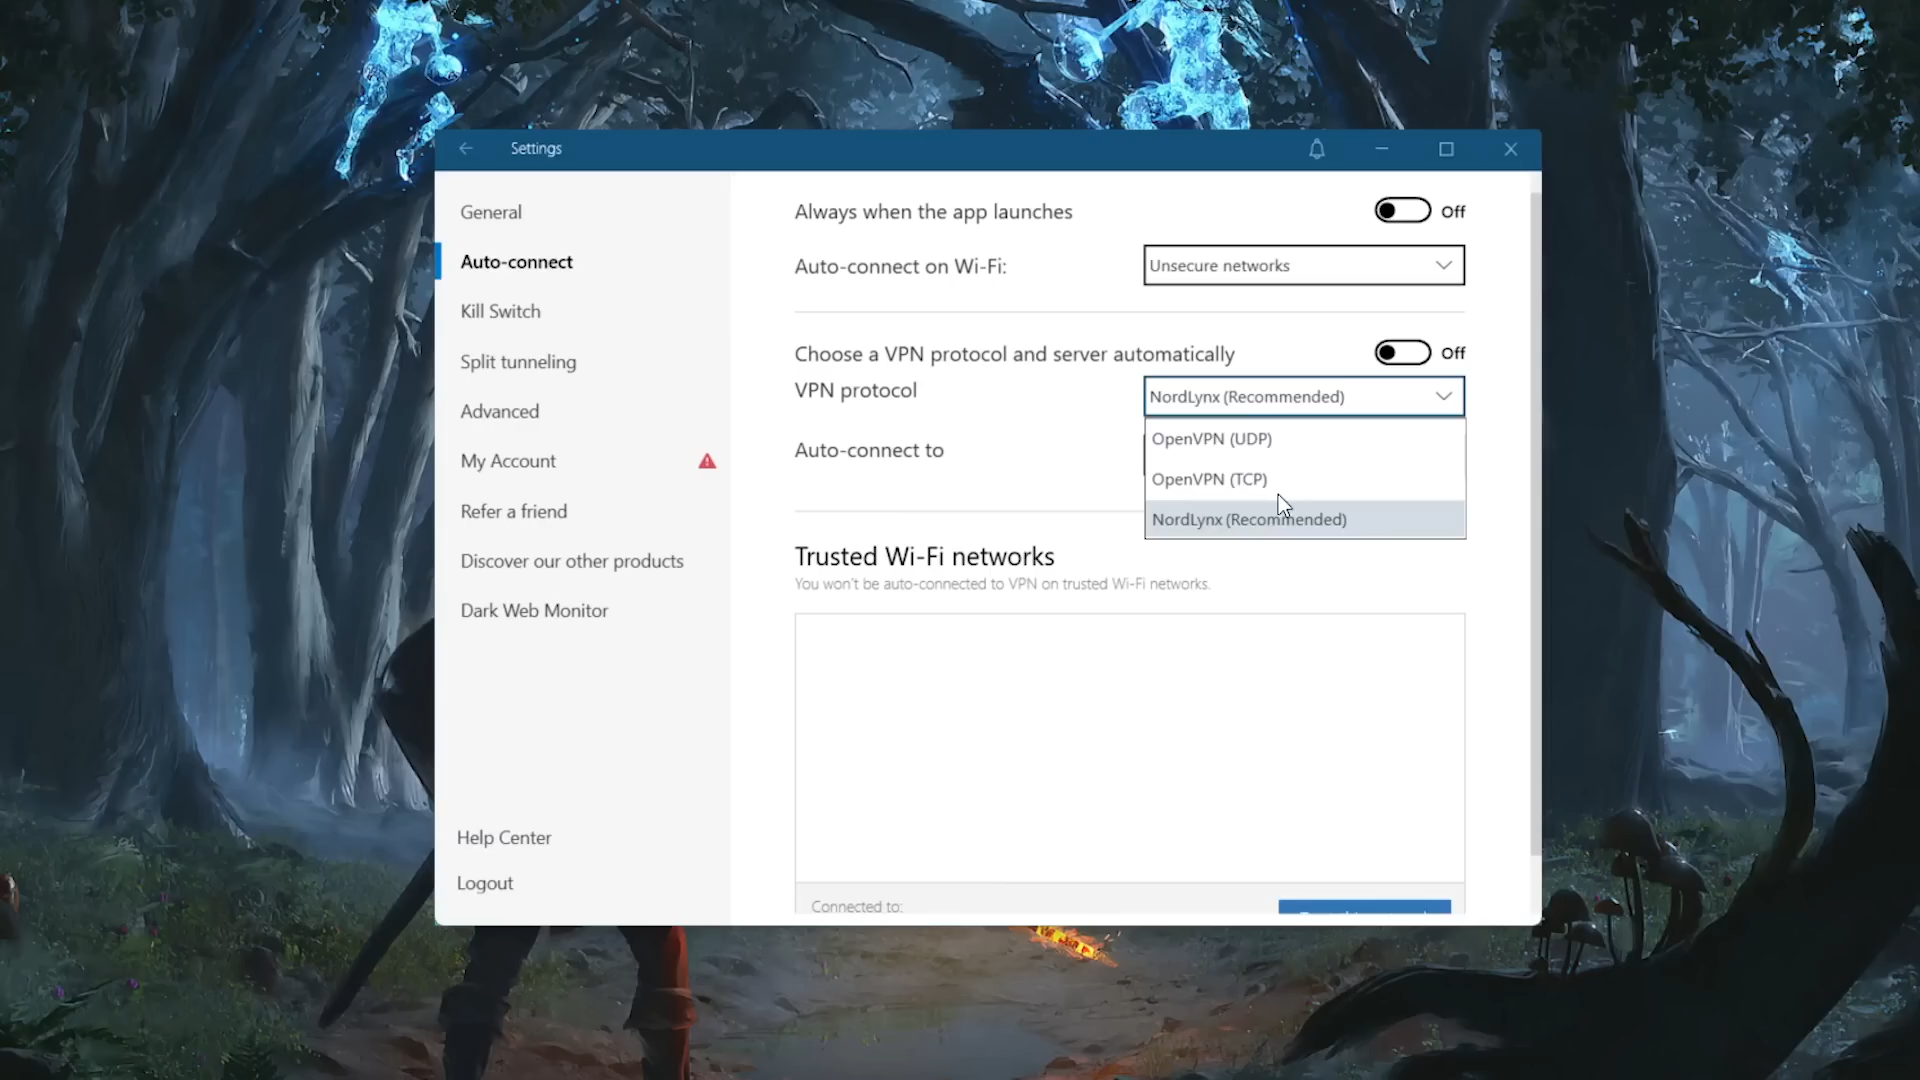 Settings
General
Auto-connect
Kill Switch
Split tunneling
Advanced
My Account
Refer a friend
Discover our other products
Dark Web Monitor
Help Center
Logout
Always when the app launches
Off
Auto-connect on Wi-Fi:
Unsecure networks
Choose a VPN protocol and server automatically
Off
VPN protocol
NordLynx (Recommended)
OpenVPN (UDP)
OpenVPN (TCP)
NordLynx (Recommended)
Auto-connect to
Trusted Wi-Fi networks
You won't be auto-connected to VPN on trusted Wi-Fi networks.
Connected to: